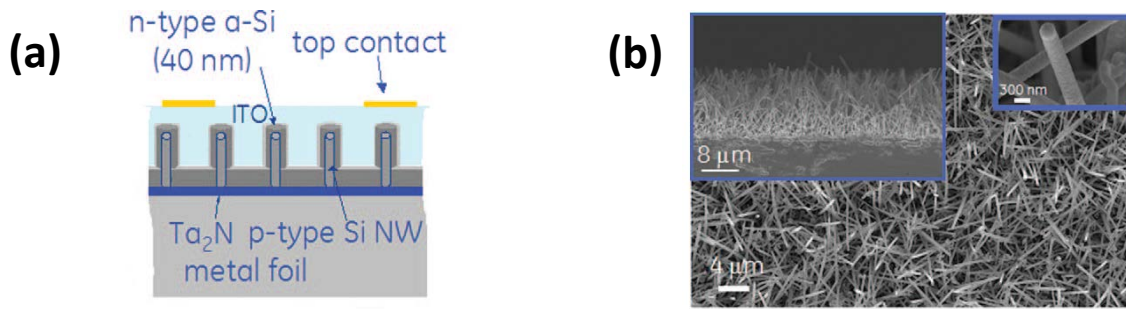 (a)
n-type a-Si
(40 nm)
top contact
ITO
Ta₂N p-type Si NW
metal foil
(b)
8 μm
300 nm
4 μm